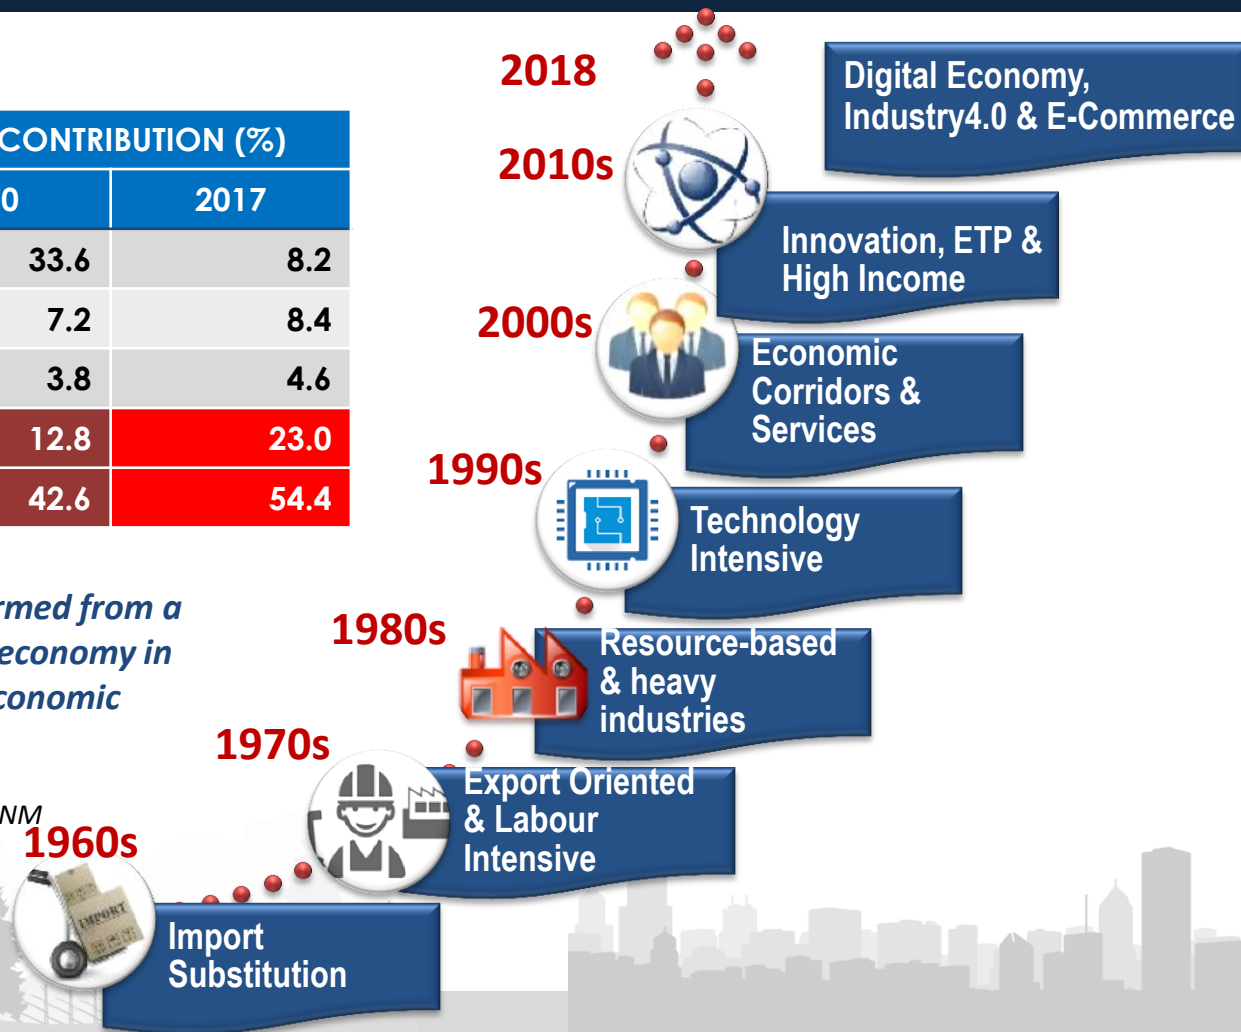 CONTRIBUTION (%)
0 2017
33.6 8.2
7.2 8.4
3.8 4.6
12.8 23.0
42.6 54.4
rmed from a
economy in
conomic
NM
2018
Digital Economy,
Industry4.0 & E-Commerce
2010s
Innovation, ETP &
High Income
2000s
Economic
Corridors &
Services
1990s
Technology
Intensive
1980s
Resource-based
& heavy
industries
1970s
Export Oriented
& Labour
Intensive
1960s
IMPORT
Import
Substitution